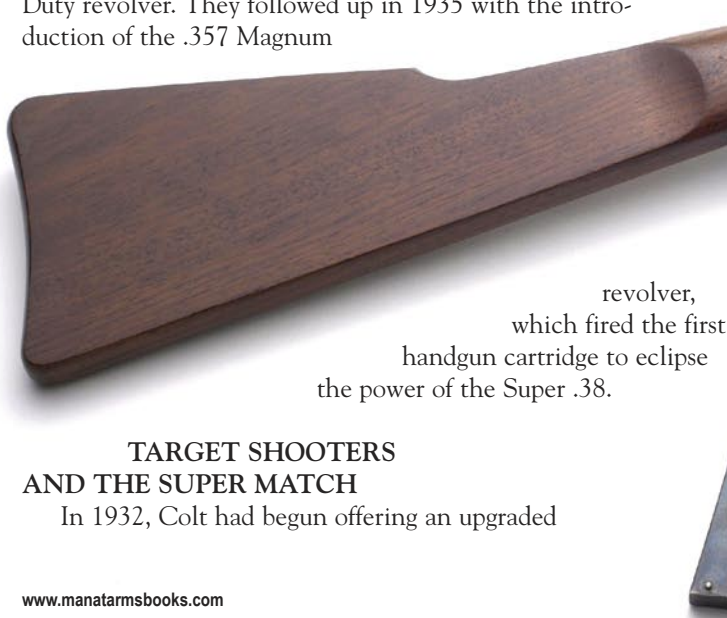 Duty revolver. They followed up in 1935 with the intro-
duction of the .357 Magnum
revolver,
which fired the first
handgun cartridge to eclipse
the power of the Super .38.
TARGET SHOOTERS
AND THE SUPER MATCH
In 1932, Colt had begun offering an upgraded
www.manatarmsbooks.com